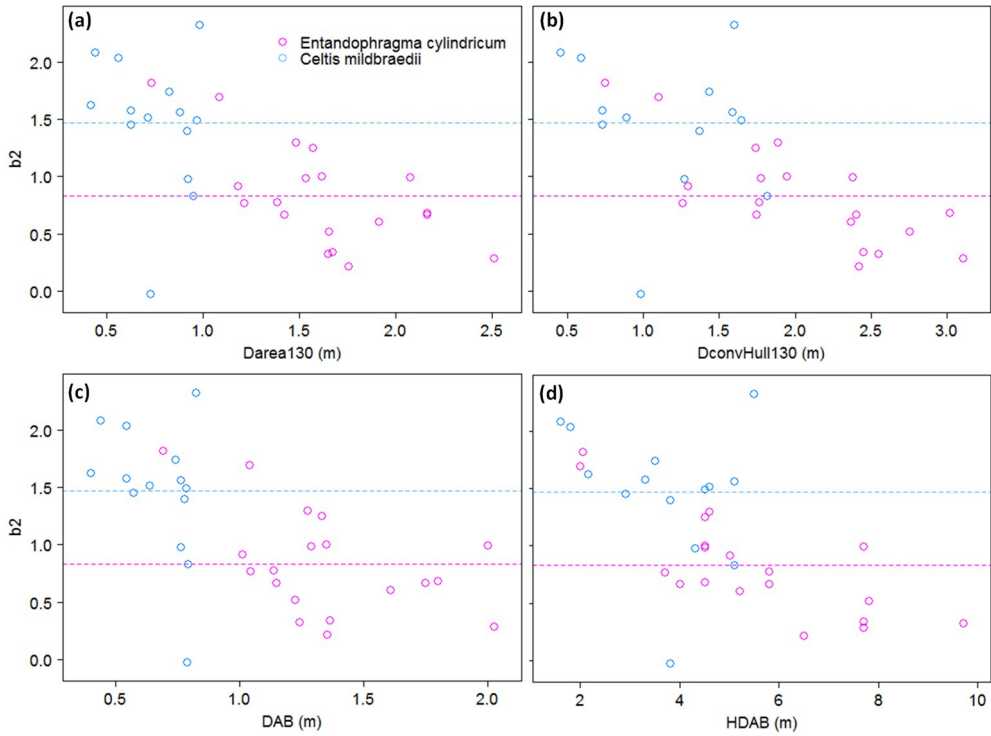 (a)
Entandophragma cylindricum
Celtis mildbraedii
b2
2.0
1.5
1.0
0.5
0.0
0.5 1.0 1.5 2.0 2.5
Darea130 (m)
(b)
0.5 1.0 1.5 2.0 2.5 3.0
DconvHull130 (m)
(c)
b2
2.0
1.5
1.0
0.5
0.0
0.5 1.0 1.5 2.0
DAB (m)
(d)
2 4 6 8 10
HDAB (m)